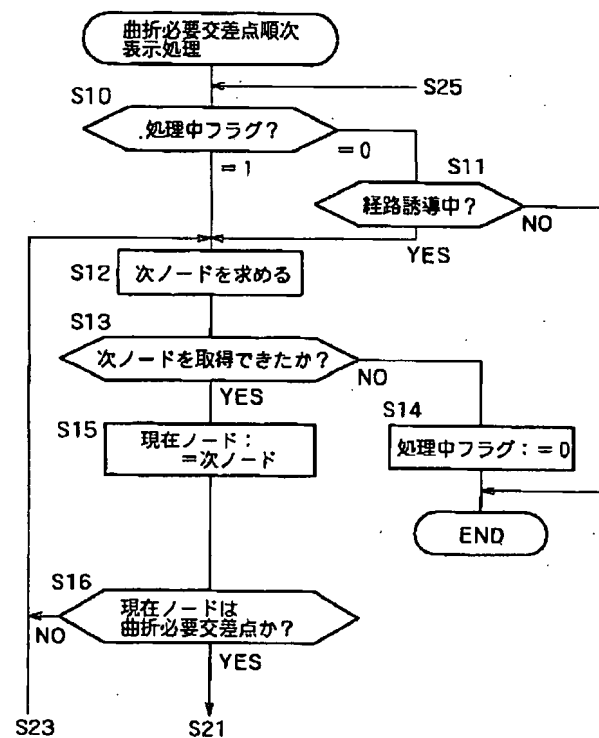 曲折必要交差点順次
表示処理
S25
S10
処理中フラグ?
=0
=1
S11
経路誘導中?
NO
YES
S12
次ノードを求める
S13
次ノードを取得できたか?
NO
YES
S14
処理中フラグ:=0
S15
現在ノード:
=次ノード
END
S16
現在ノードは
曲折必要交差点か?
NO
YES
S23
S21